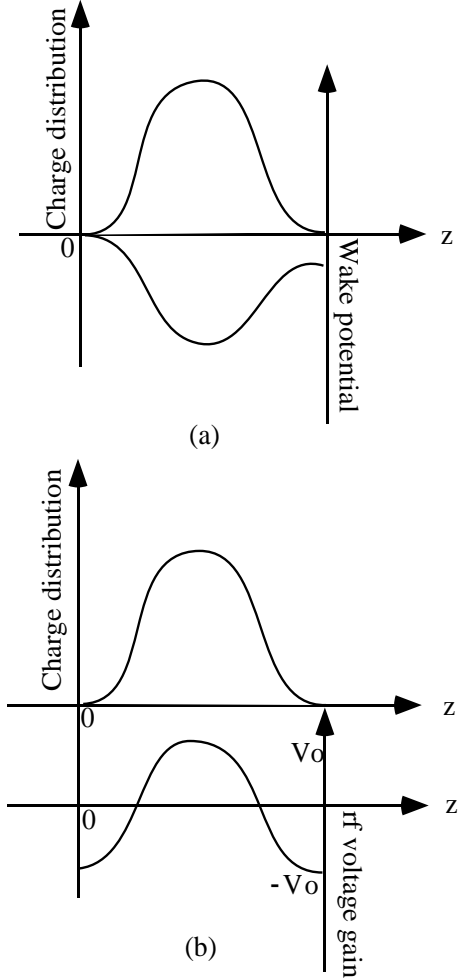 Charge distribution
0
z
Wake potential
(a)
Charge distribution
0
z
Vo
0
z
-Vo
rf voltage gain
(b)